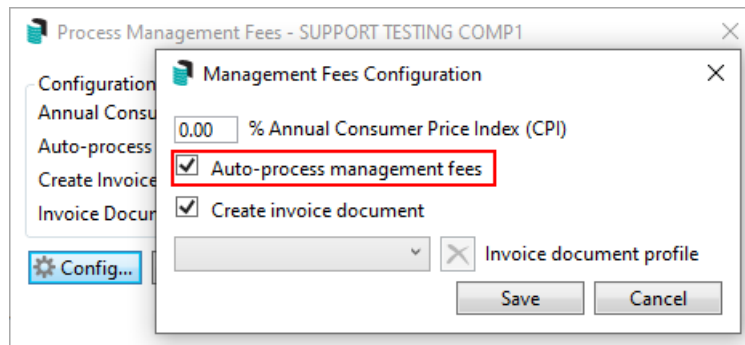 Process Management Fees - SUPPORT TESTING COMP1
Management Fees Configuration
Configuration
Annual Consu
Auto-process
Create Invoice
Invoice Docur
Config...
0.00 % Annual Consumer Price Index (CPI)
Auto-process management fees
Create invoice document
Invoice document profile
Save Cancel